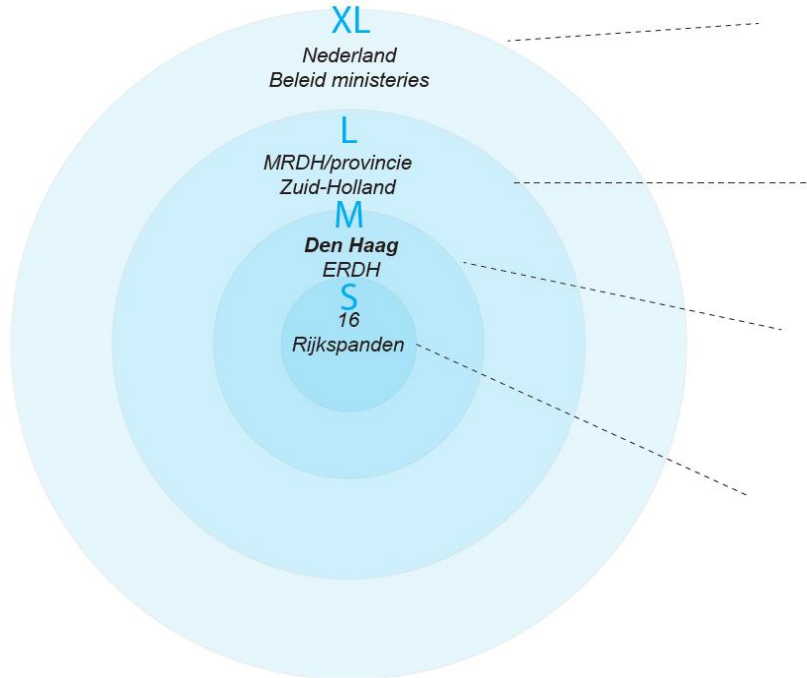 XL
Nederland
Beleid ministeries
L
MRDH/provincie
Zuid-Holland
M
Den Haag
ERDH
S
16
Rijkspanden